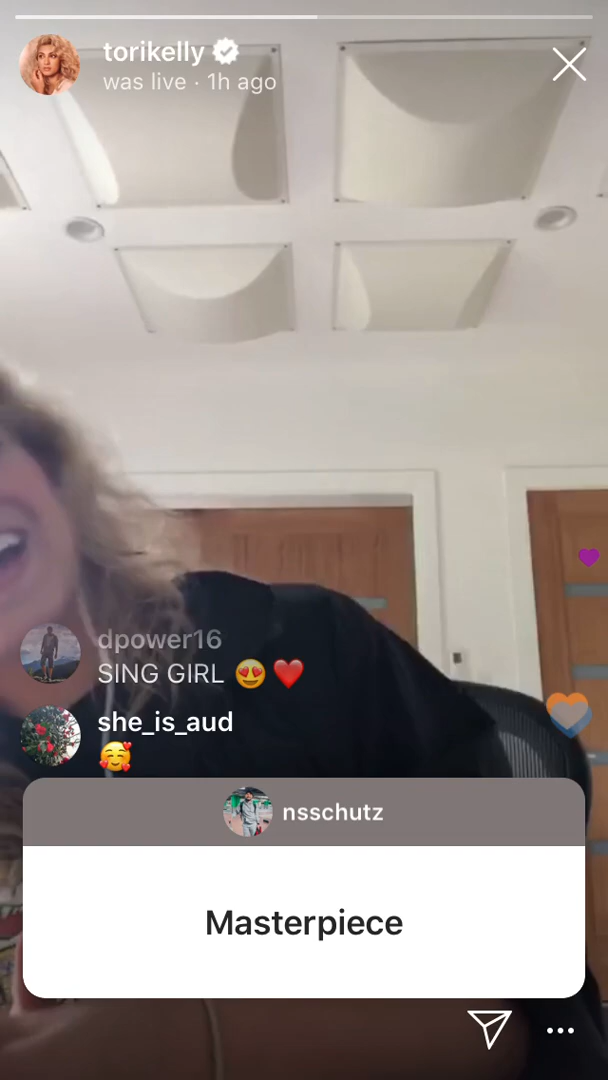 torikelly
was live · 1h ago
dpower16
SING GIRL 😍❤️
she_is_aud
🥰
nsschutz
Masterpiece